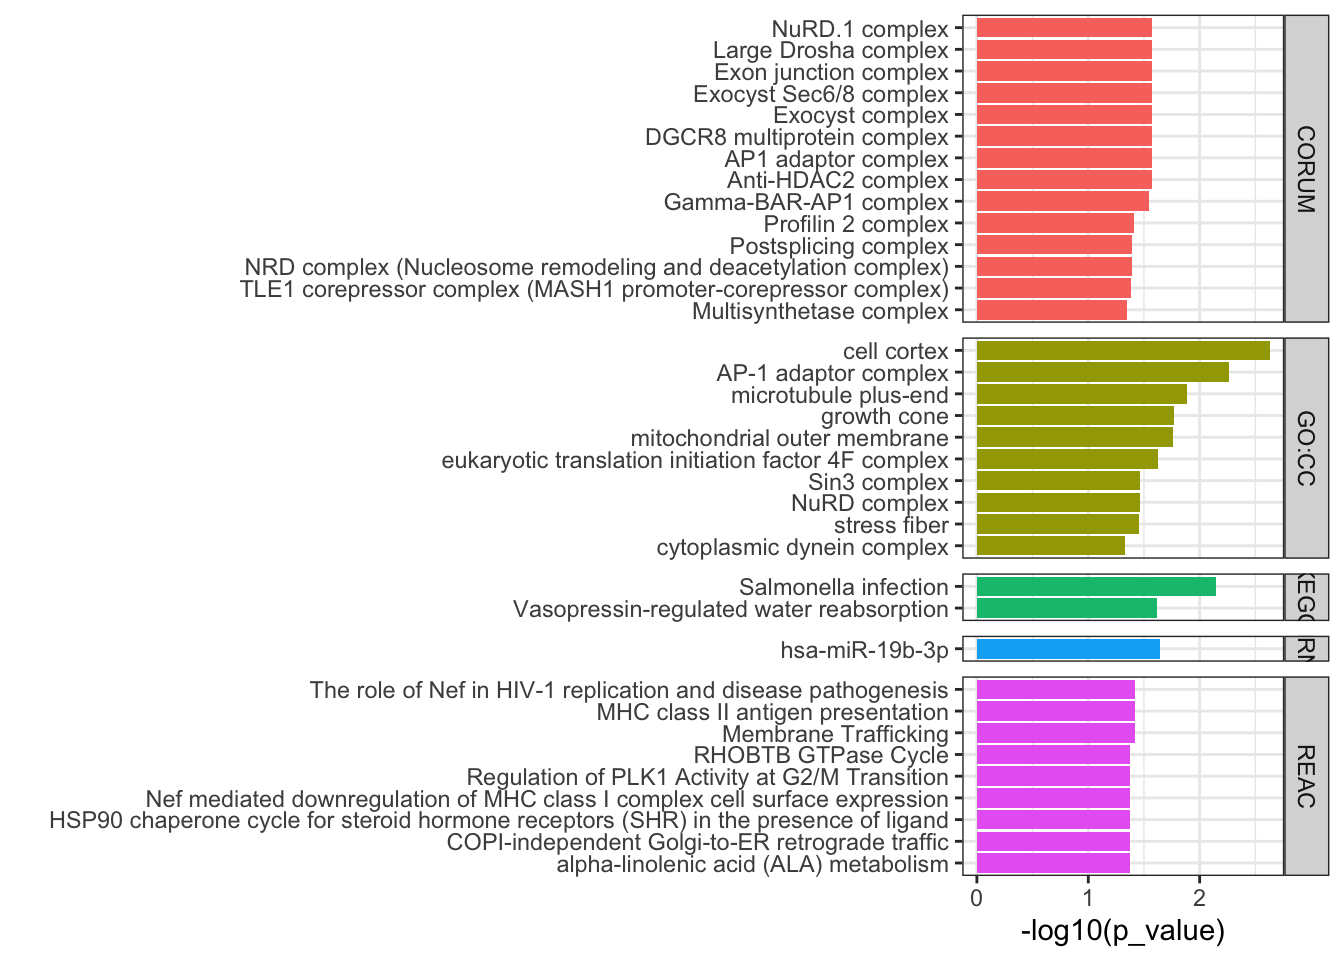 NuRD.1 complex
Large Drosha complex
Exon junction complex
Exocyst Sec6/8 complex
Exocyst complex
DGCR8 multiprotein complex
AP1 adaptor complex
Anti-HDAC2 complex
Gamma-BAR-AP1 complex
Profilin 2 complex
Postsplicing complex
NRD complex (Nucleosome remodeling and deacetylation complex)
TLE1 corepressor complex (MASH1 promoter-corepressor complex)
Multisynthetase complex
CORUM
cell cortex
AP-1 adaptor complex
microtubule plus-end
growth cone
mitochondrial outer membrane
eukaryotic translation initiation factor 4F complex
Sin3 complex
NuRD complex
stress fiber
cytoplasmic dynein complex
GO:CC
Salmonella infection
Vasopressin-regulated water reabsorption
KEGG
hsa-miR-19b-3p
The role of Nef in HIV-1 replication and disease pathogenesis
MHC class II antigen presentation
Membrane Trafficking
RHOBTB GTPase Cycle
Regulation of PLK1 Activity at G2/M Transition
Nef mediated downregulation of MHC class I complex cell surface expression
HSP90 chaperone cycle for steroid hormone receptors (SHR) in the presence of ligand
COPI-independent Golgi-to-ER retrograde traffic
alpha-linolenic acid (ALA) metabolism
REAC
0 1 2
-log10(p_value)